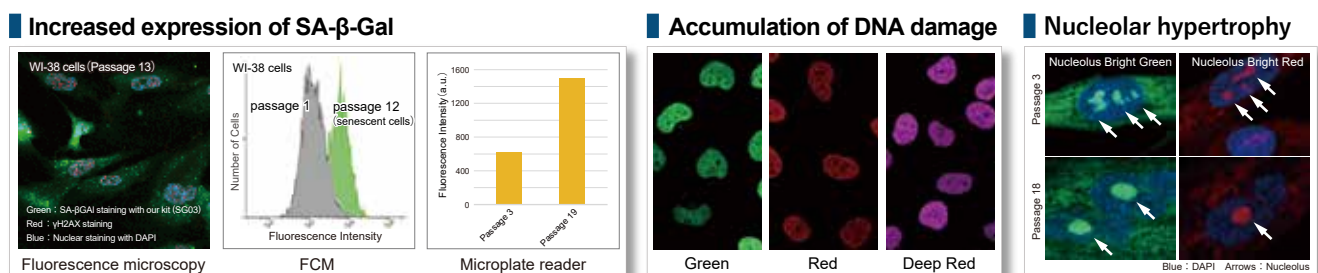 Increased expression of SA-β-Gal
WI-38 cells (Passage 13)
Green：SA-βGAl staining with our kit (SG03)
Red：γH2AX staining
Blue：Nuclear staining with DAPI
Fluorescence microscopy
WI-38 cells
passage 1
passage 12
(senescent cells)
Number of Cells
Fluorescence Intensity
FCM
Fluorescence Intensity (a.u.)
1600
1200
800
400
0
Passage 3
Passage 19
Microplate reader
Accumulation of DNA damage
Green
Red
Deep Red
Nucleolar hypertrophy
Nucleolus Bright Green
Nucleolus Bright Red
Passage 3
Passage 18
Blue：DAPI Arrows：Nucleolus